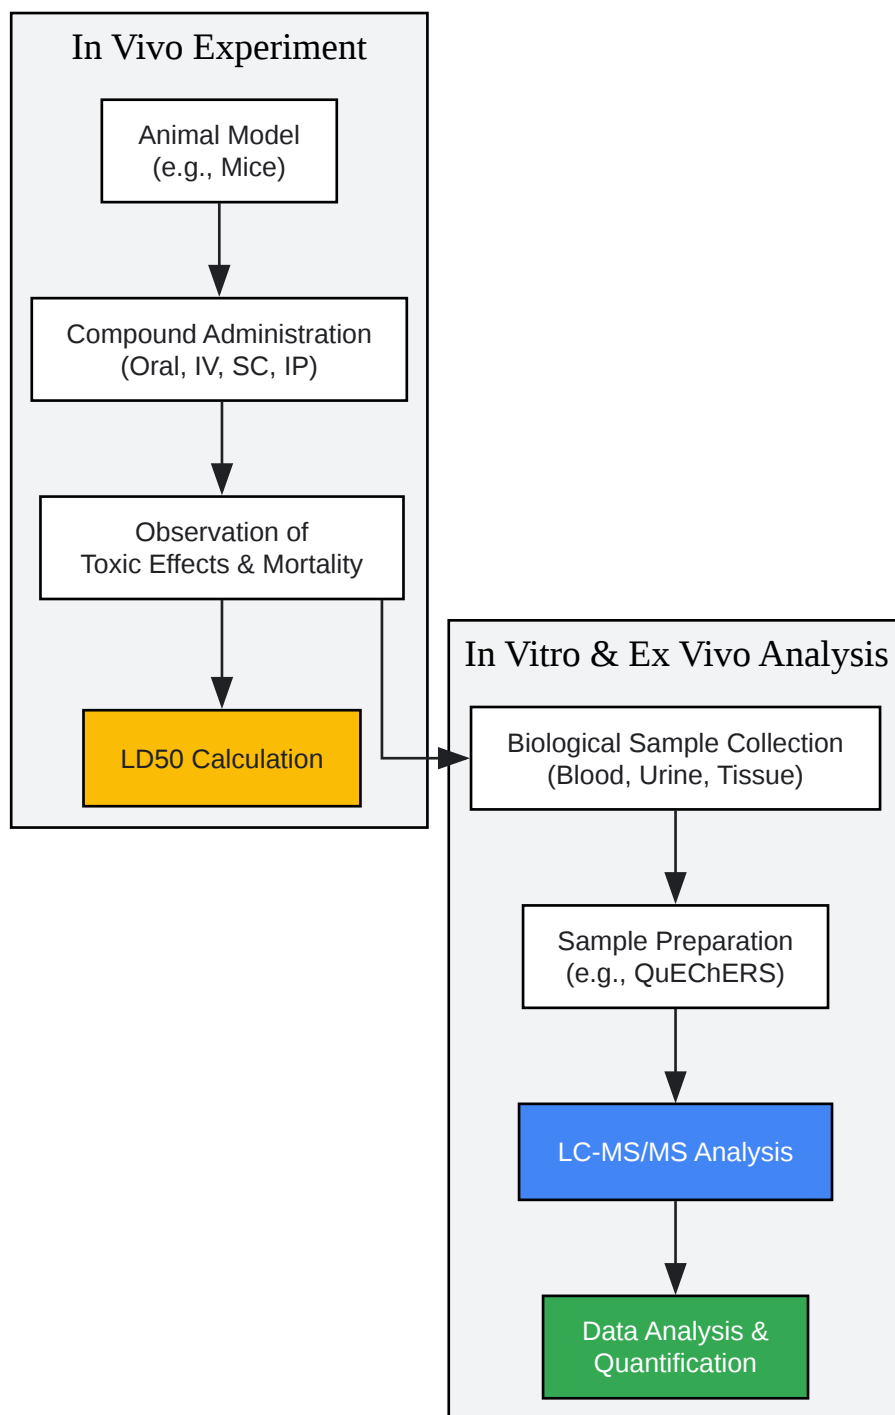 In Vivo Experiment
Animal Model
(e.g., Mice)
Compound Administration
(Oral, IV, SC, IP)
Observation of
Toxic Effects & Mortality
LD50 Calculation
In Vitro & Ex Vivo Analysis
Biological Sample Collection
(Blood, Urine, Tissue)
Sample Preparation
(e.g., QuEChERS)
LC-MS/MS Analysis
Data Analysis &
Quantification